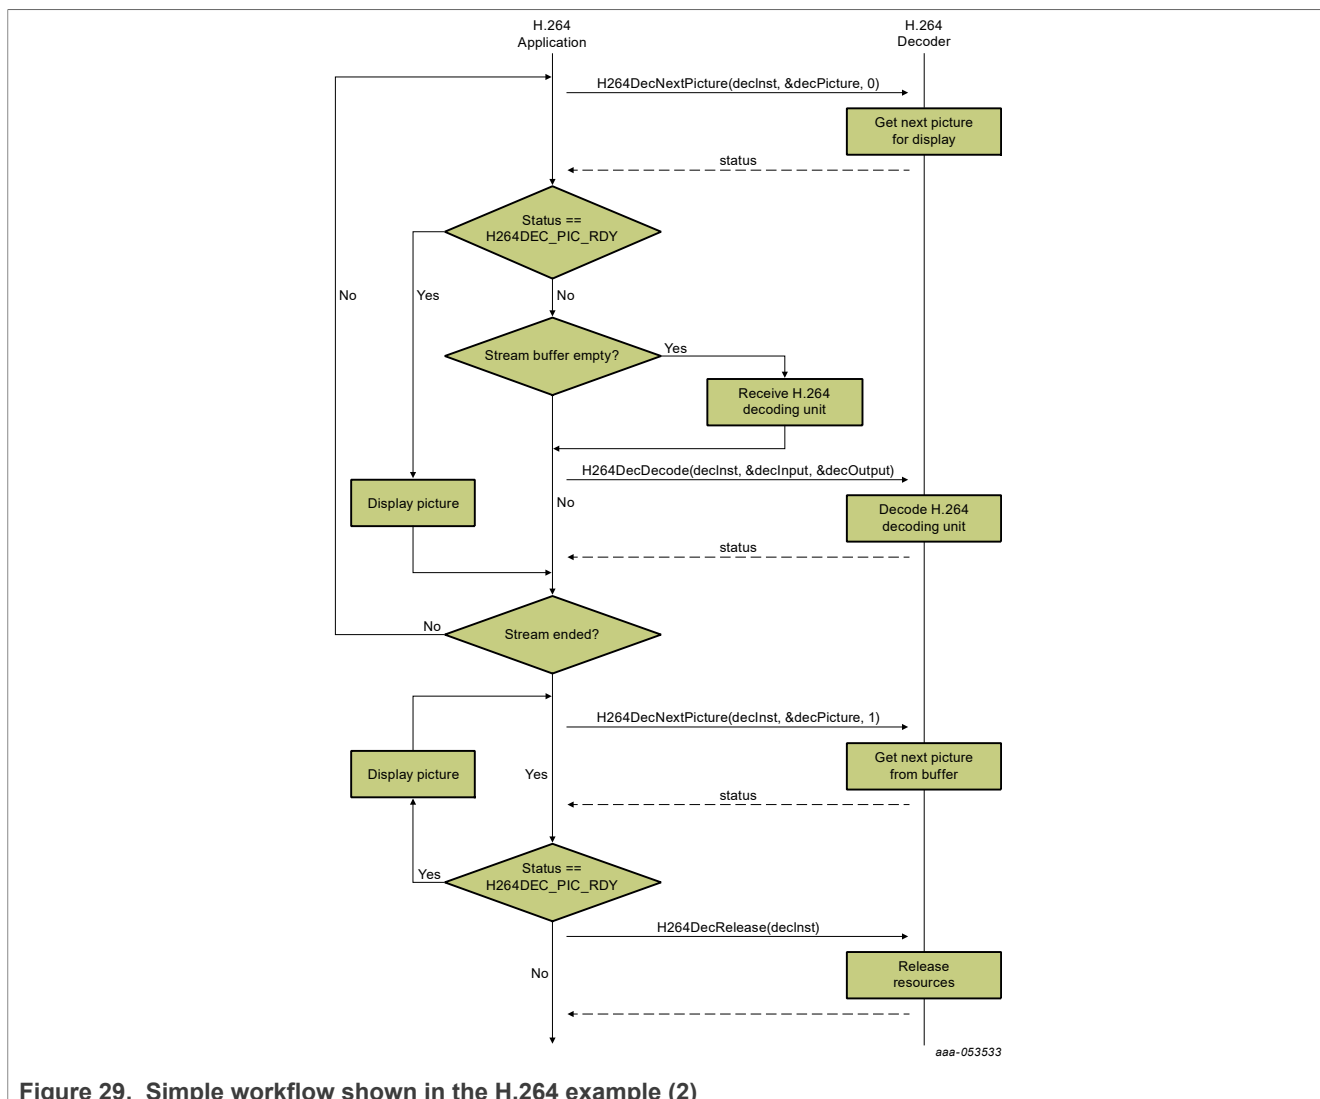 H.264
Application
H.264
Decoder
H264DecNextPicture(decInst, &decPicture, 0)
Get next picture
for display
status
Status ==
H264DEC_PIC_RDY
No
Yes
No
Stream buffer empty?
Yes
Receive H.264
decoding unit
H264DecDecode(decInst, &decInput, &decOutput)
Display picture
No
Decode H.264
decoding unit
status
No
Stream ended?
H264DecNextPicture(decInst, &decPicture, 1)
Display picture
Yes
Get next picture
from buffer
status
Status ==
H264DEC_PIC_RDY
Yes
H264DecRelease(decInst)
No
Release
resources
aaa-053533
Figure 29. Simple workflow shown in the H.264 example (2)